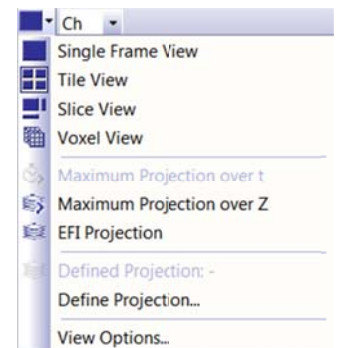 Ch
Single Frame View
Tile View
Slice View
Voxel View
Maximum Projection over t
Maximum Projection over Z
EFI Projection
Defined Projection: -
Define Projection...
View Options...